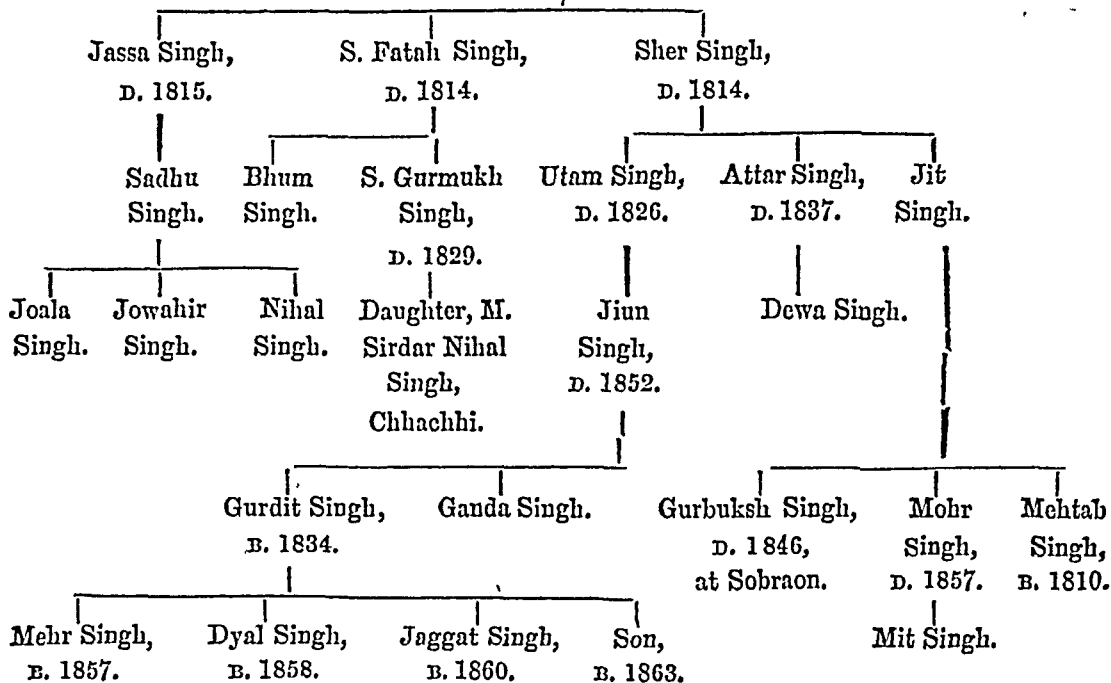 Jassa Singh, S. Fatah Singh, Sher Singh,
D. 1815. D. 1814. D. 1814.
Sadhu Bhum S. Gurmukh Utam Singh, Attar Singh, Jit
Singh. Singh. Singh, D. 1826. D. 1837. Singh.
D. 1829.
Joala Jowahir Nihal Daughter, M. Jiun Dewa Singh.
Singh. Singh. Singh. Sirdar Nihal Singh,
Singh, D. 1852.
Chhachhi.
Gurdit Singh, Ganda Singh. Gurbuksh Singh, Mohr Mehtab
B. 1834. D. 1846, Singh, Singh,
at Sobraon. D. 1857. B. 1810.
Mehr Singh, Dyal Singh, Jaggat Singh, Son, Mit Singh.
B. 1857. B. 1858. B. 1860. B. 1863.